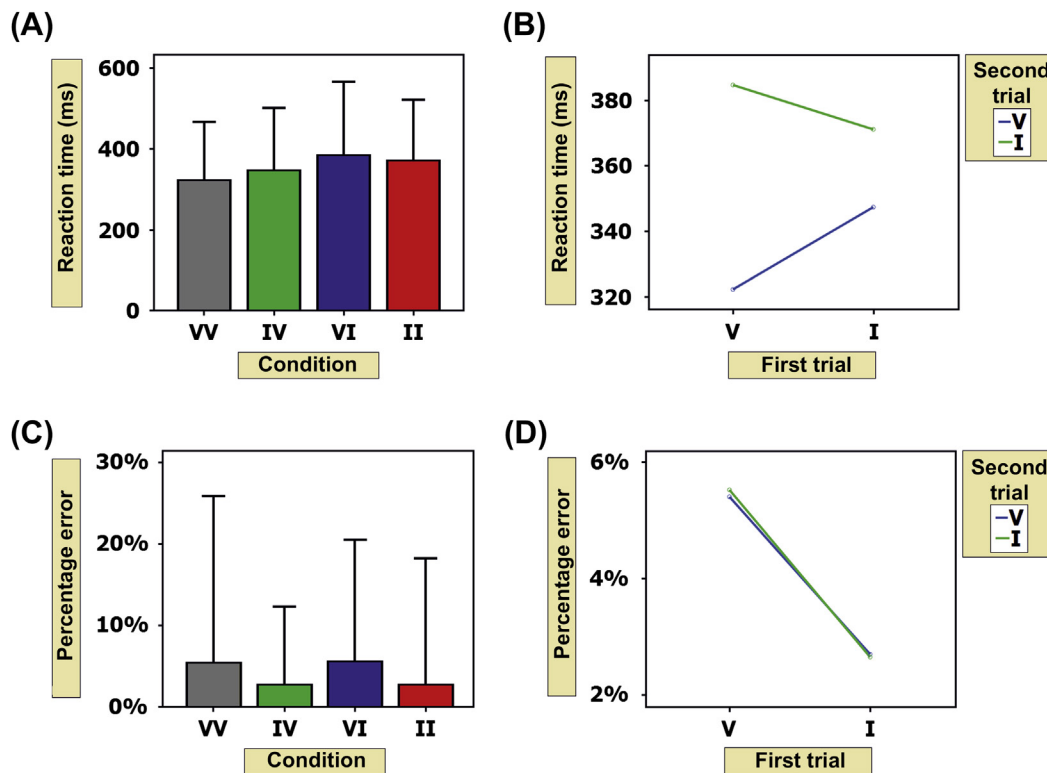 (A)
Reaction time (ms)
600
400
200
0
VV IV VI II
Condition
(B)
Reaction time (ms)
380
360
340
320
V I
First trial
Second
trial
V
I
(C)
Percentage error
30%
20%
10%
0%
VV IV VI II
Condition
(D)
Percentage error
6%
4%
2%
V I
First trial
Second
trial
V
I